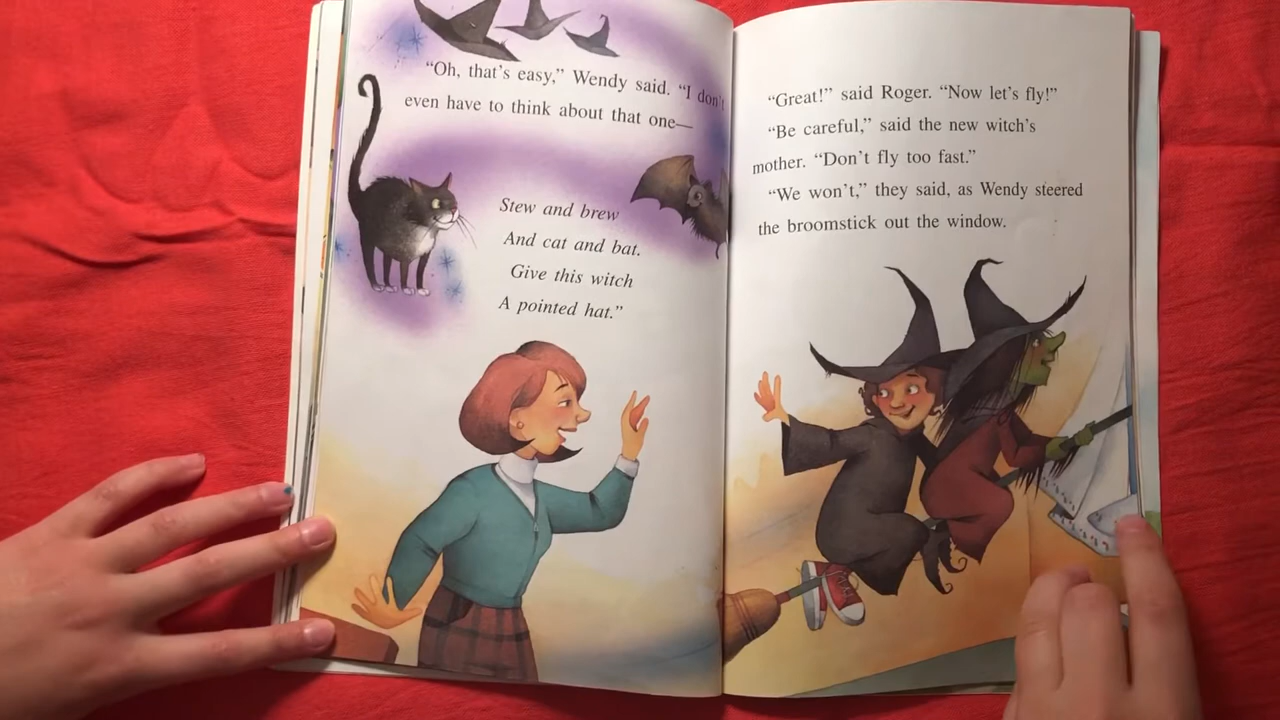 “Oh, that’s easy,” Wendy said. “I don’t
even have to think about that one—
Stew and brew
And cat and bat.
Give this witch
A pointed hat.”
“Great!” said Roger. “Now let’s fly!”
“Be careful,” said the new witch’s
mother. “Don’t fly too fast.”
“We won’t,” they said, as Wendy steered
the broomstick out the window.